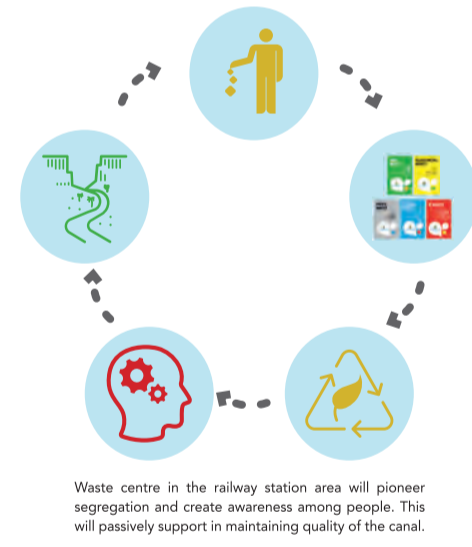 Waste centre in the railway station area will pioneer
segregation and create awareness among people. This
will passively support in maintaining quality of the canal.